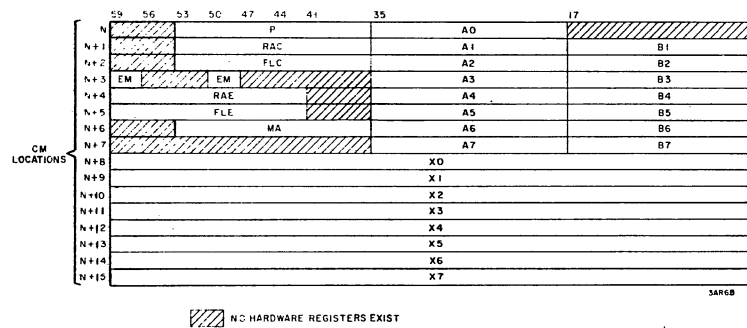 59 56 53 50 47 44 41 35 17
N P A0
N+1 RAC A1 B1
N+2 FLC A2 B2
N+3 EM EM A3 B3
N+4 RAE A4 B4
N+5 FLE A5 B5
N+6 MA A6 B6
N+7 A7 B7
CM
LOCATIONS
N+8 X0
N+9 X1
N+10 X2
N+11 X3
N+12 X4
N+13 X5
N+14 X6
N+15 X7
3AR6B
NO HARDWARE REGISTERS EXIST